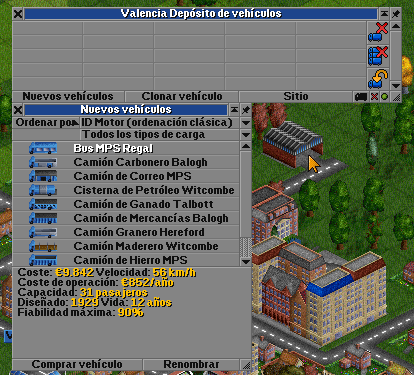 Valencia Depósito de vehículos
Nuevos vehículos Clonar vehículo Sitio
Nuevos vehículos
Ordenar por ID Motor (ordenación clásica)
Todos los tipos de carga
Bus MPS Regal
Camión Carbonero Balogh
Camión de Correo MPS
Cisterna de Petróleo Witcombe
Camión de Ganado Talbott
Camión de Mercancías Balogh
Camión Granero Hereford
Camión Maderero Witcombe
Camión de Hierro MPS
Coste: €9.842 Velocidad: 56 km/h
Coste de operación: €852/año
Capacidad: 31 pasajeros
Diseñado: 1929 Vida: 12 años
Fiabilidad máxima: 90%
Comprar vehículo Renombrar